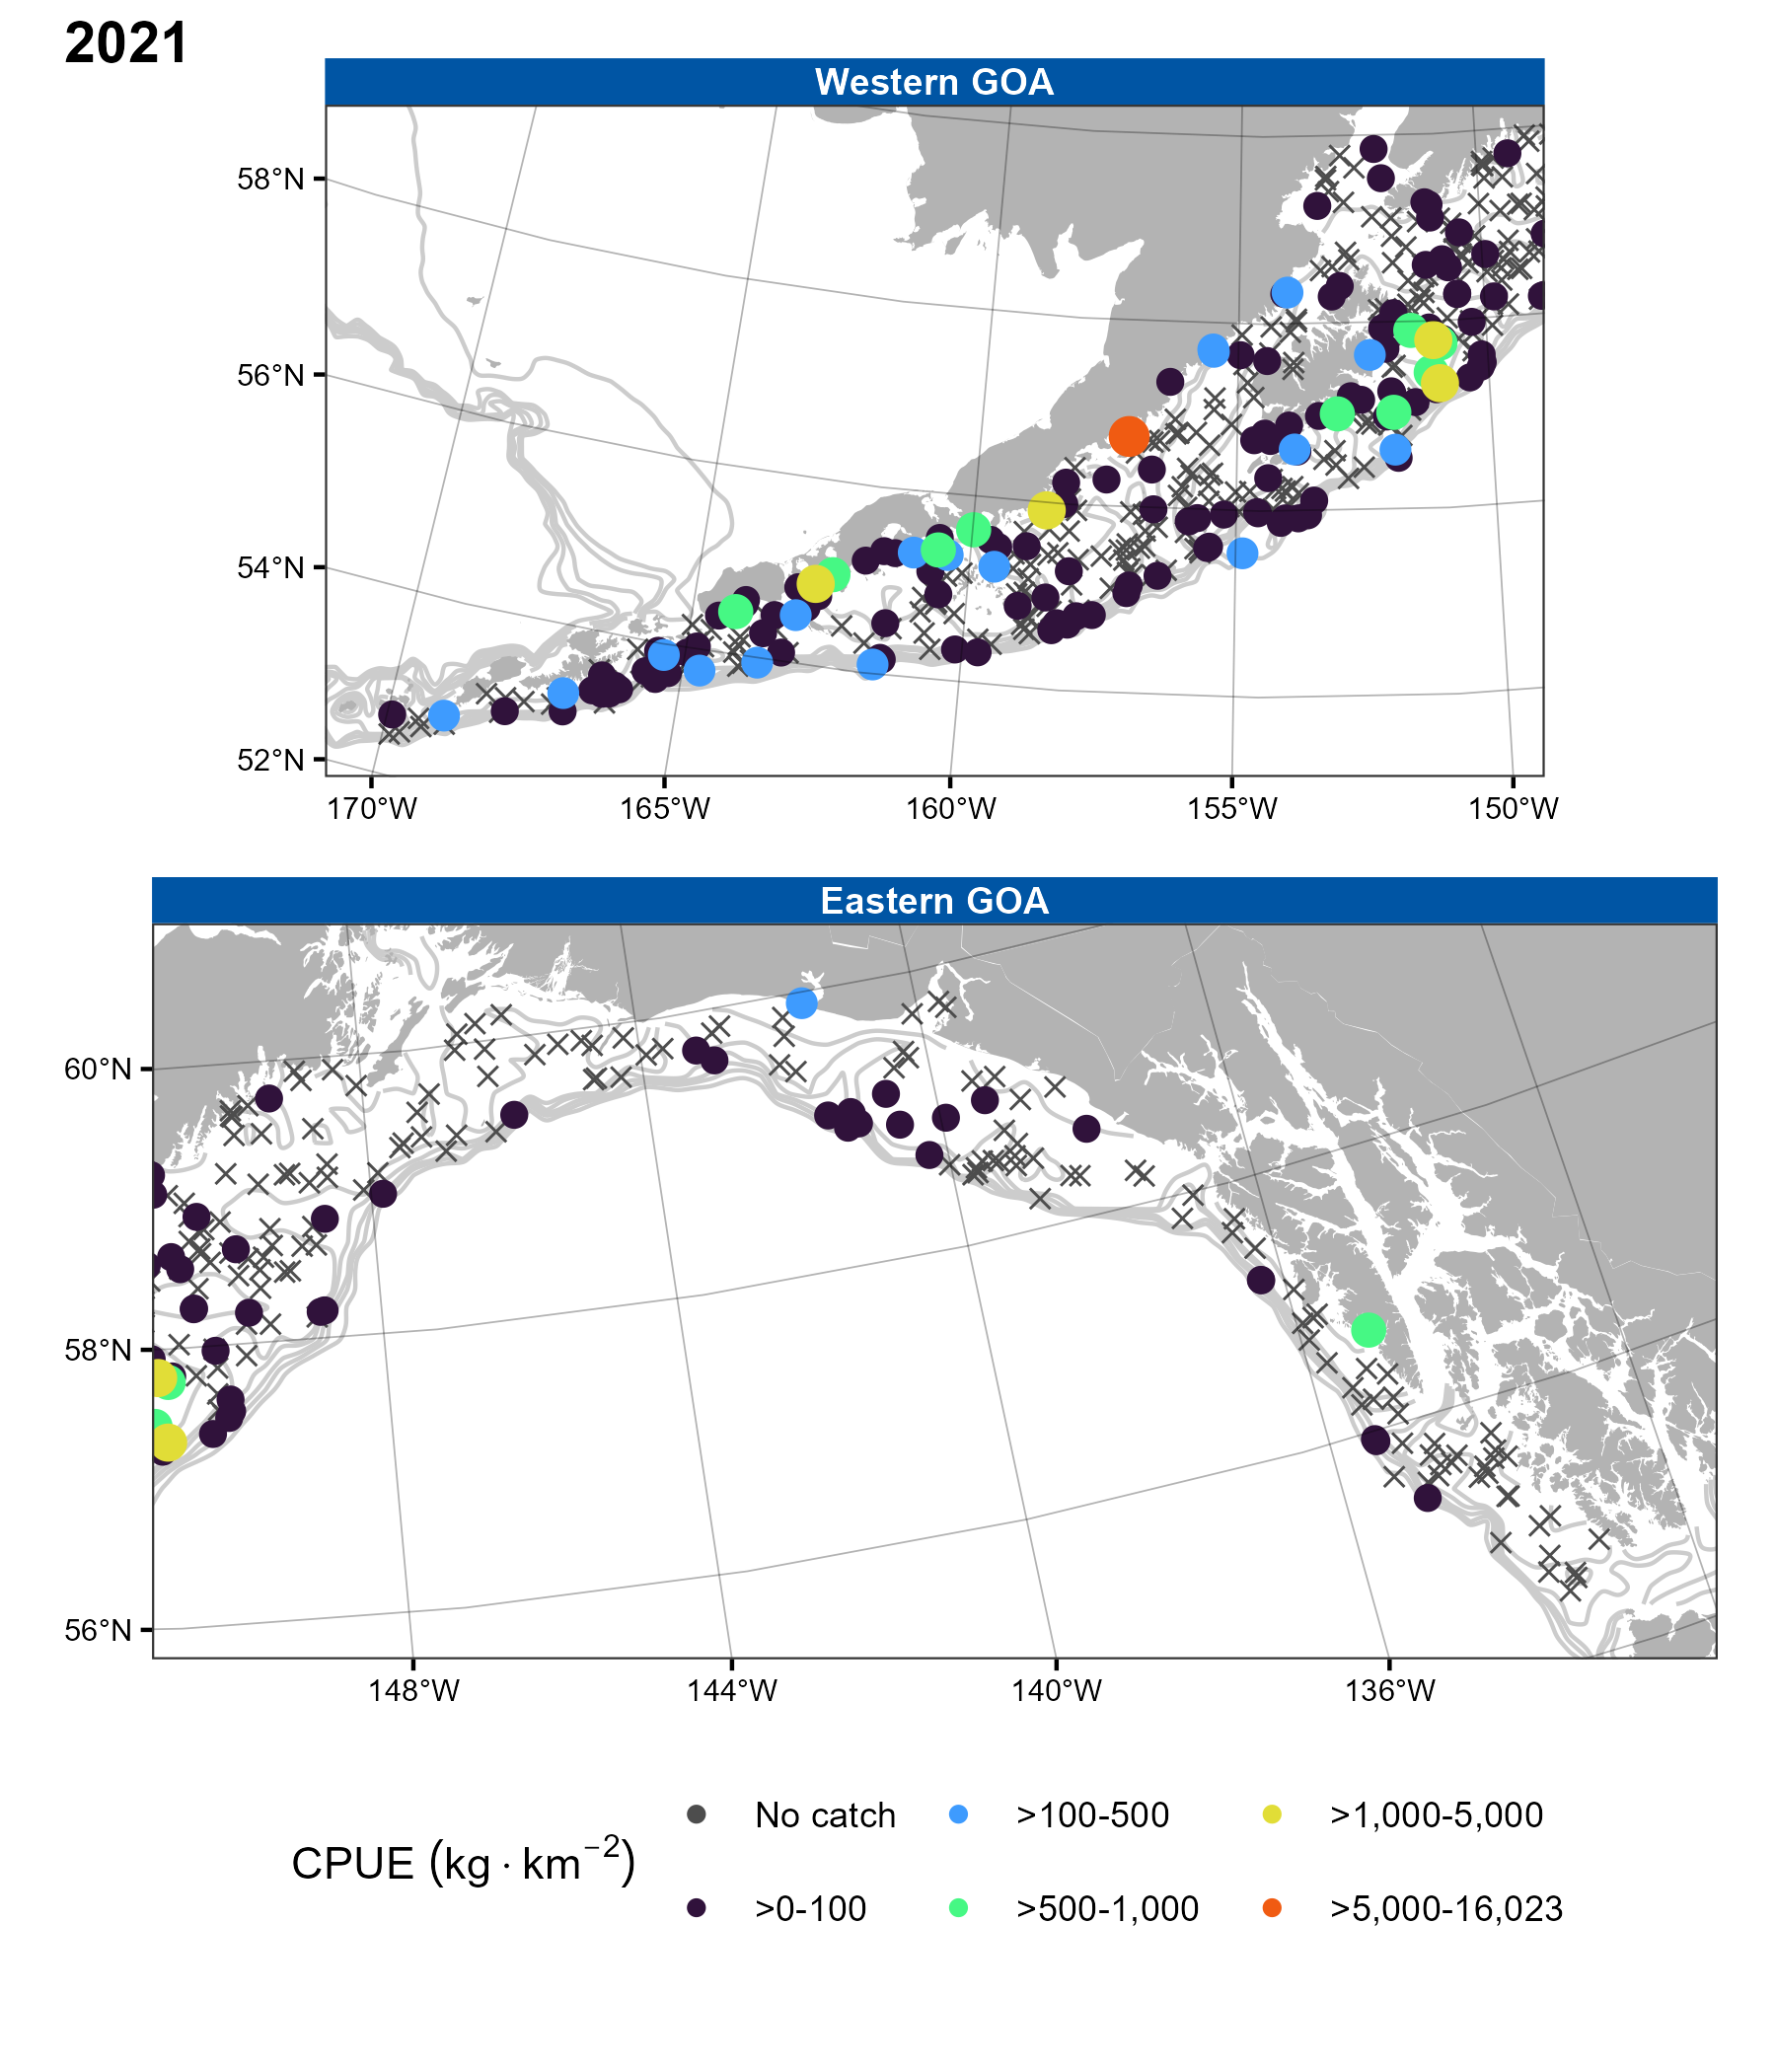 2021
Western GOA
58°N
56°N
54°N
52°N
170°W 165°W 160°W 155°W 150°W
Eastern GOA
60°N
58°N
56°N
148°W 144°W 140°W 136°W
CPUE (kg · km⁻²)
No catch >100-500 >1,000-5,000
>0-100 >500-1,000 >5,000-16,023